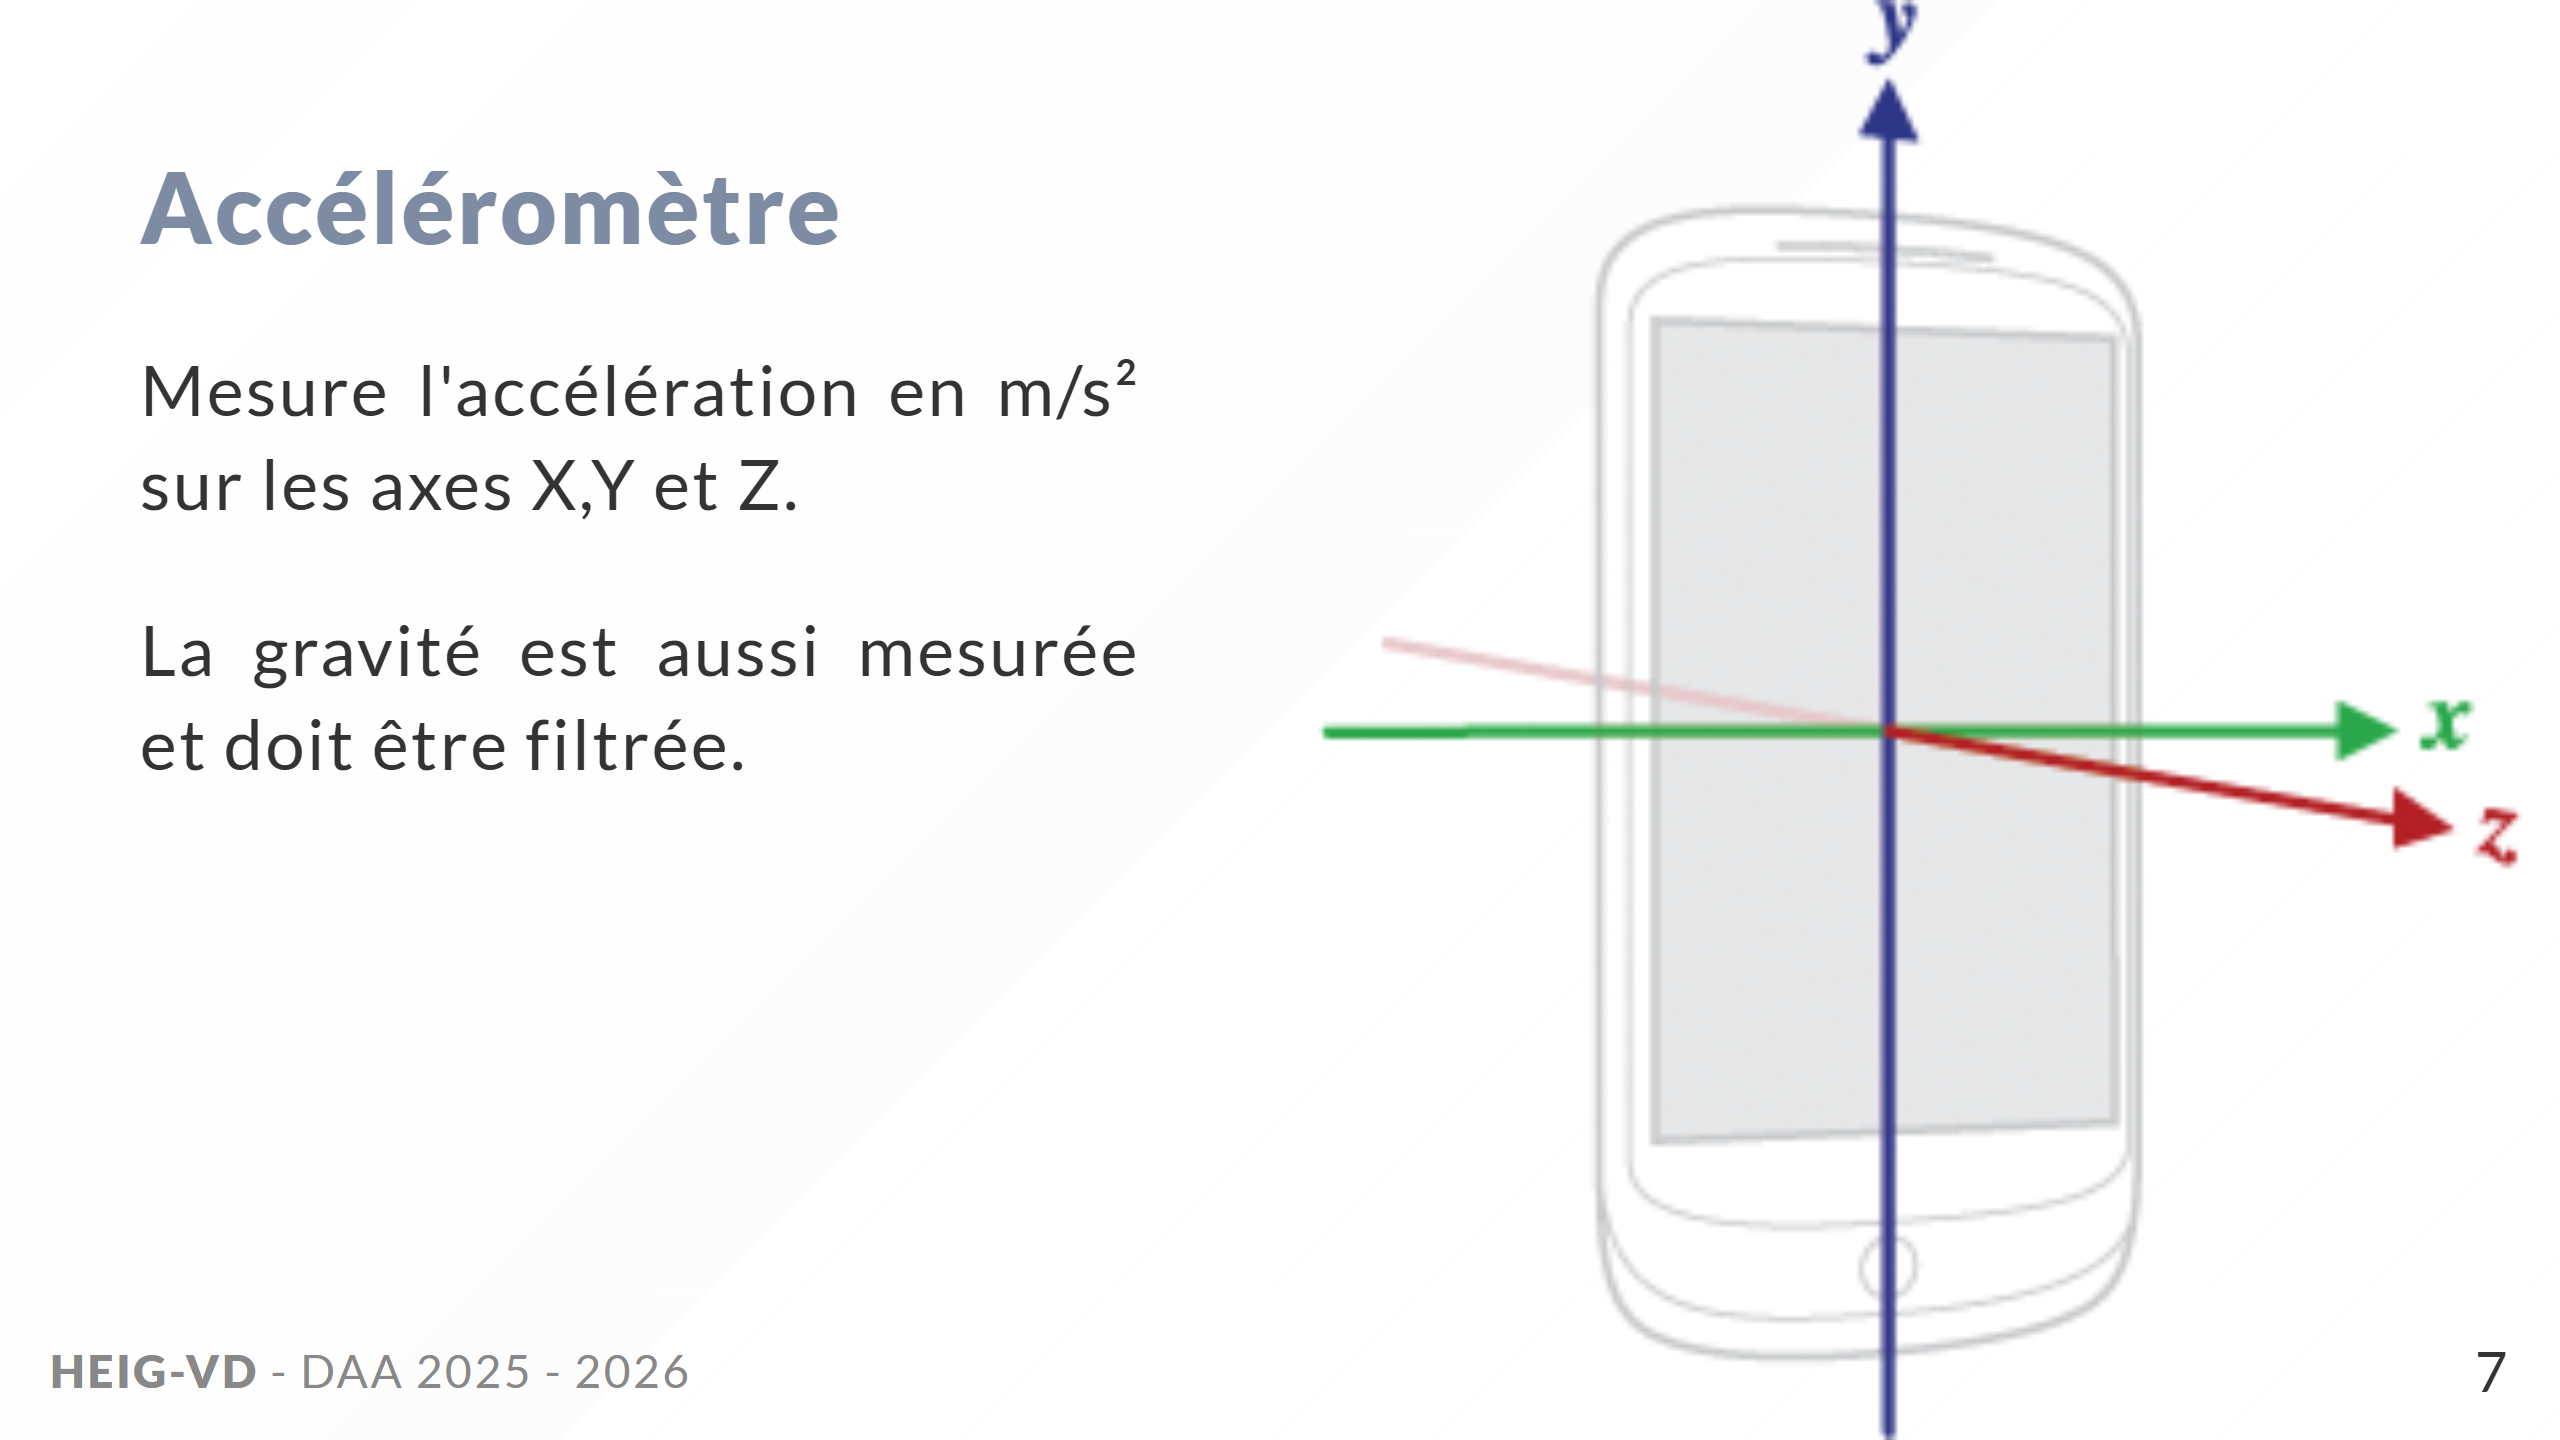 Accéléromètre
Mesure l'accélération en m/s²
sur les axes X,Y et Z.
La gravité est aussi mesurée
et doit être filtrée.
y
x
z
HEIG-VD - DAA 2025 - 2026
7